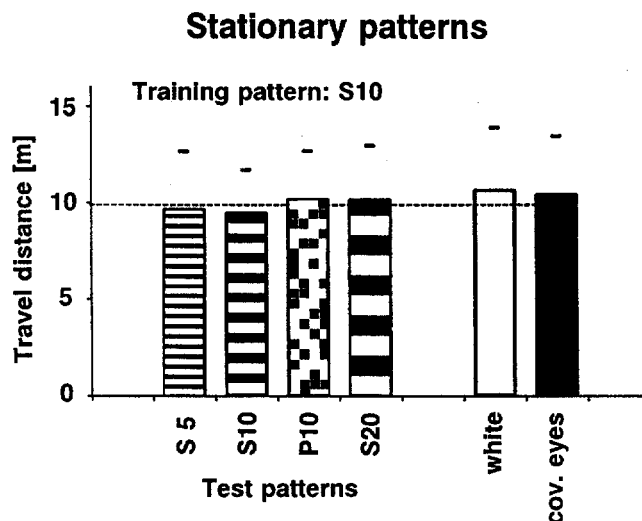 Stationary patterns
Training pattern: S10
Travel distance [m]
15
10
5
0
S 5
S10
P10
S20
white
cov. eyes
Test patterns